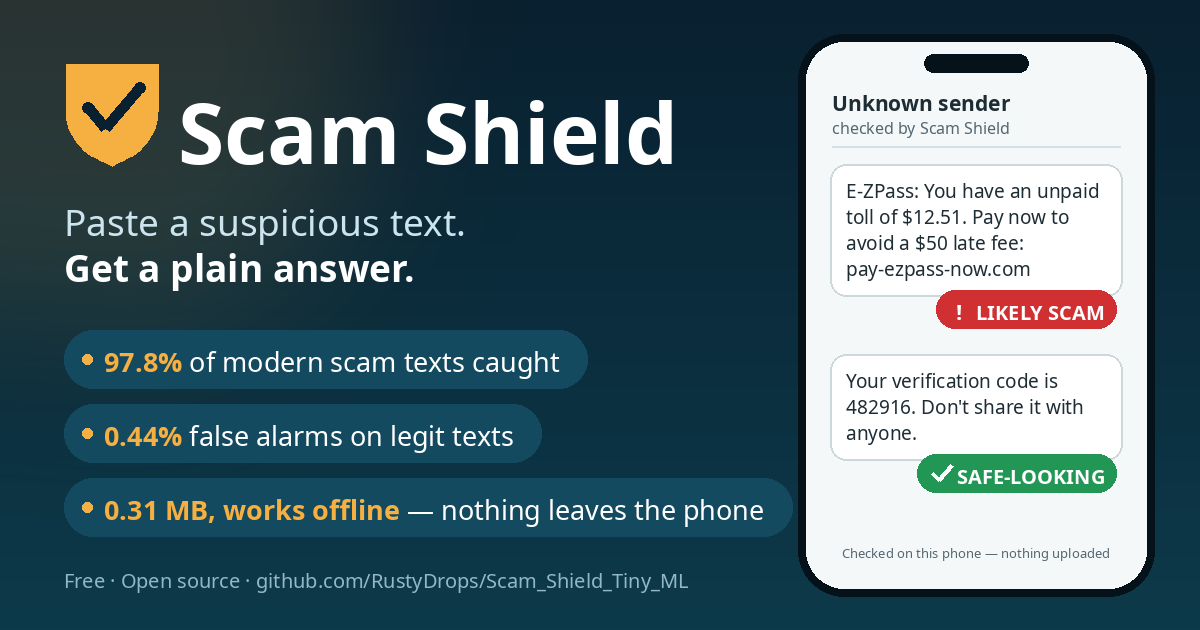 Scam Shield
Paste a suspicious text.
Get a plain answer.
97.8% of modern scam texts caught
0.44% false alarms on legit texts
0.31 MB, works offline — nothing leaves the phone
Free · Open source · github.com/RustyDrops/Scam_Shield_Tiny_ML
Unknown sender
checked by Scam Shield
E-ZPass: You have an unpaid
toll of $12.51. Pay now to
avoid a $50 late fee:
pay-ezpass-now.com
! LIKELY SCAM
Your verification code is
482916. Don't share it with
anyone.
SAFE-LOOKING
Checked on this phone — nothing uploaded